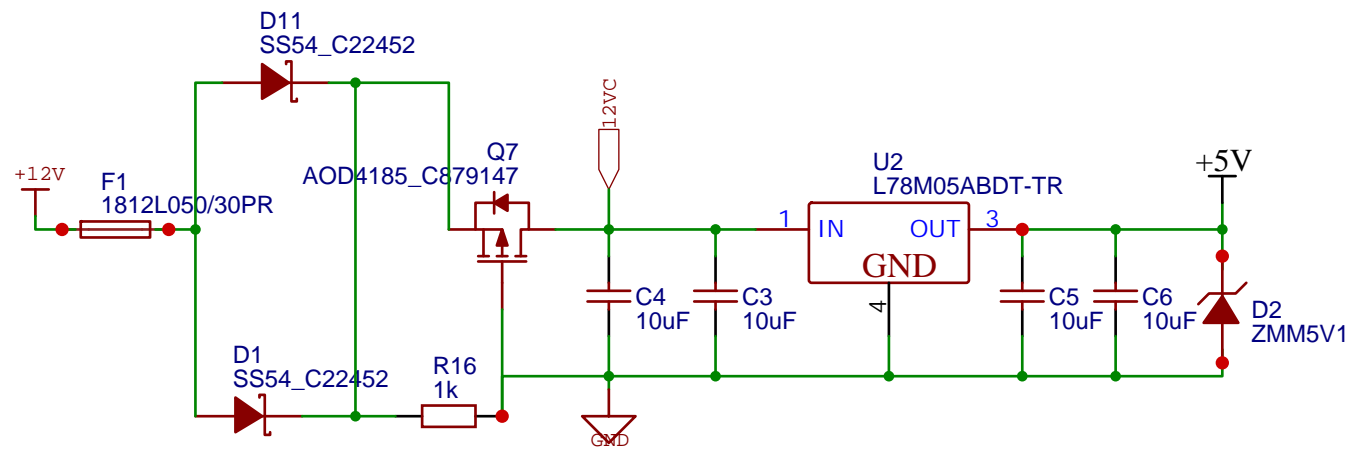 D11
SS54_C22452
+12V
F1
1812L050/30PR
Q7
AOD4185_C879147
12VC
U2
L78M05ABDT-TR
1
IN
OUT
3
GND
4
+5V
C4
10uF
C3
10uF
C5
10uF
C6
10uF
D2
ZMM5V1
D1
SS54_C22452
R16
1k
GND